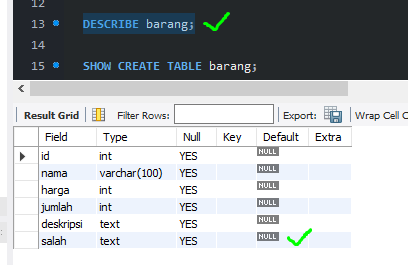 12
13 DESCRIBE barang;
14
15 SHOW CREATE TABLE barang;
Result Grid Filter Rows: Export: Wrap Cell C
Field Type Null Key Default Extra
id int YES NULL
nama varchar(100) YES NULL
harga int YES NULL
jumlah int YES NULL
deskripsi text YES NULL
salah text YES NULL